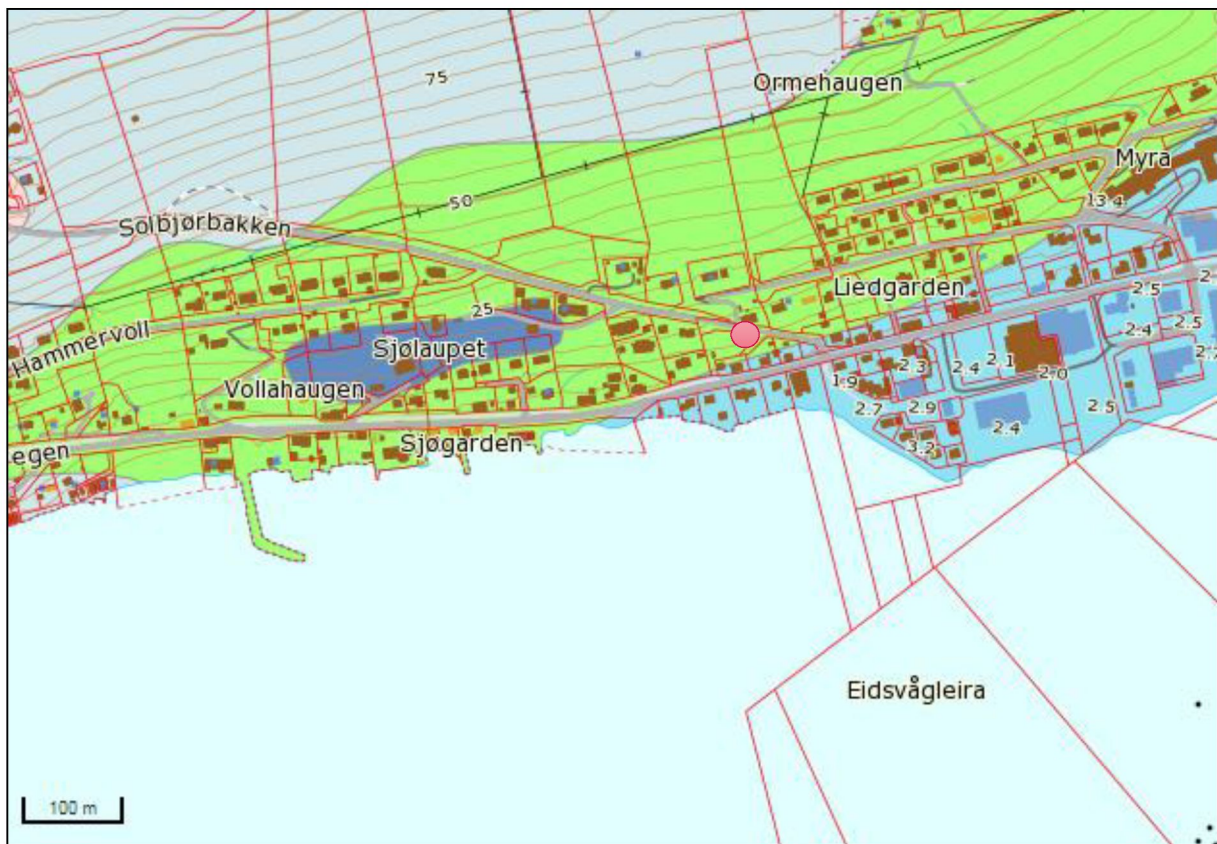 75
Ormehaugen
Myra
50
13.4
Solbjørbakken
Liedgarden
2.5
25
Hammervoll
Sjølaupet
2.4
2.5
2.3
2.4
2.1
2.0
Vollahaugen
1.9
2.7
2.9
2.5
2.4
Sjøgarden
3.2
egen
Eidsvågleira
100 m